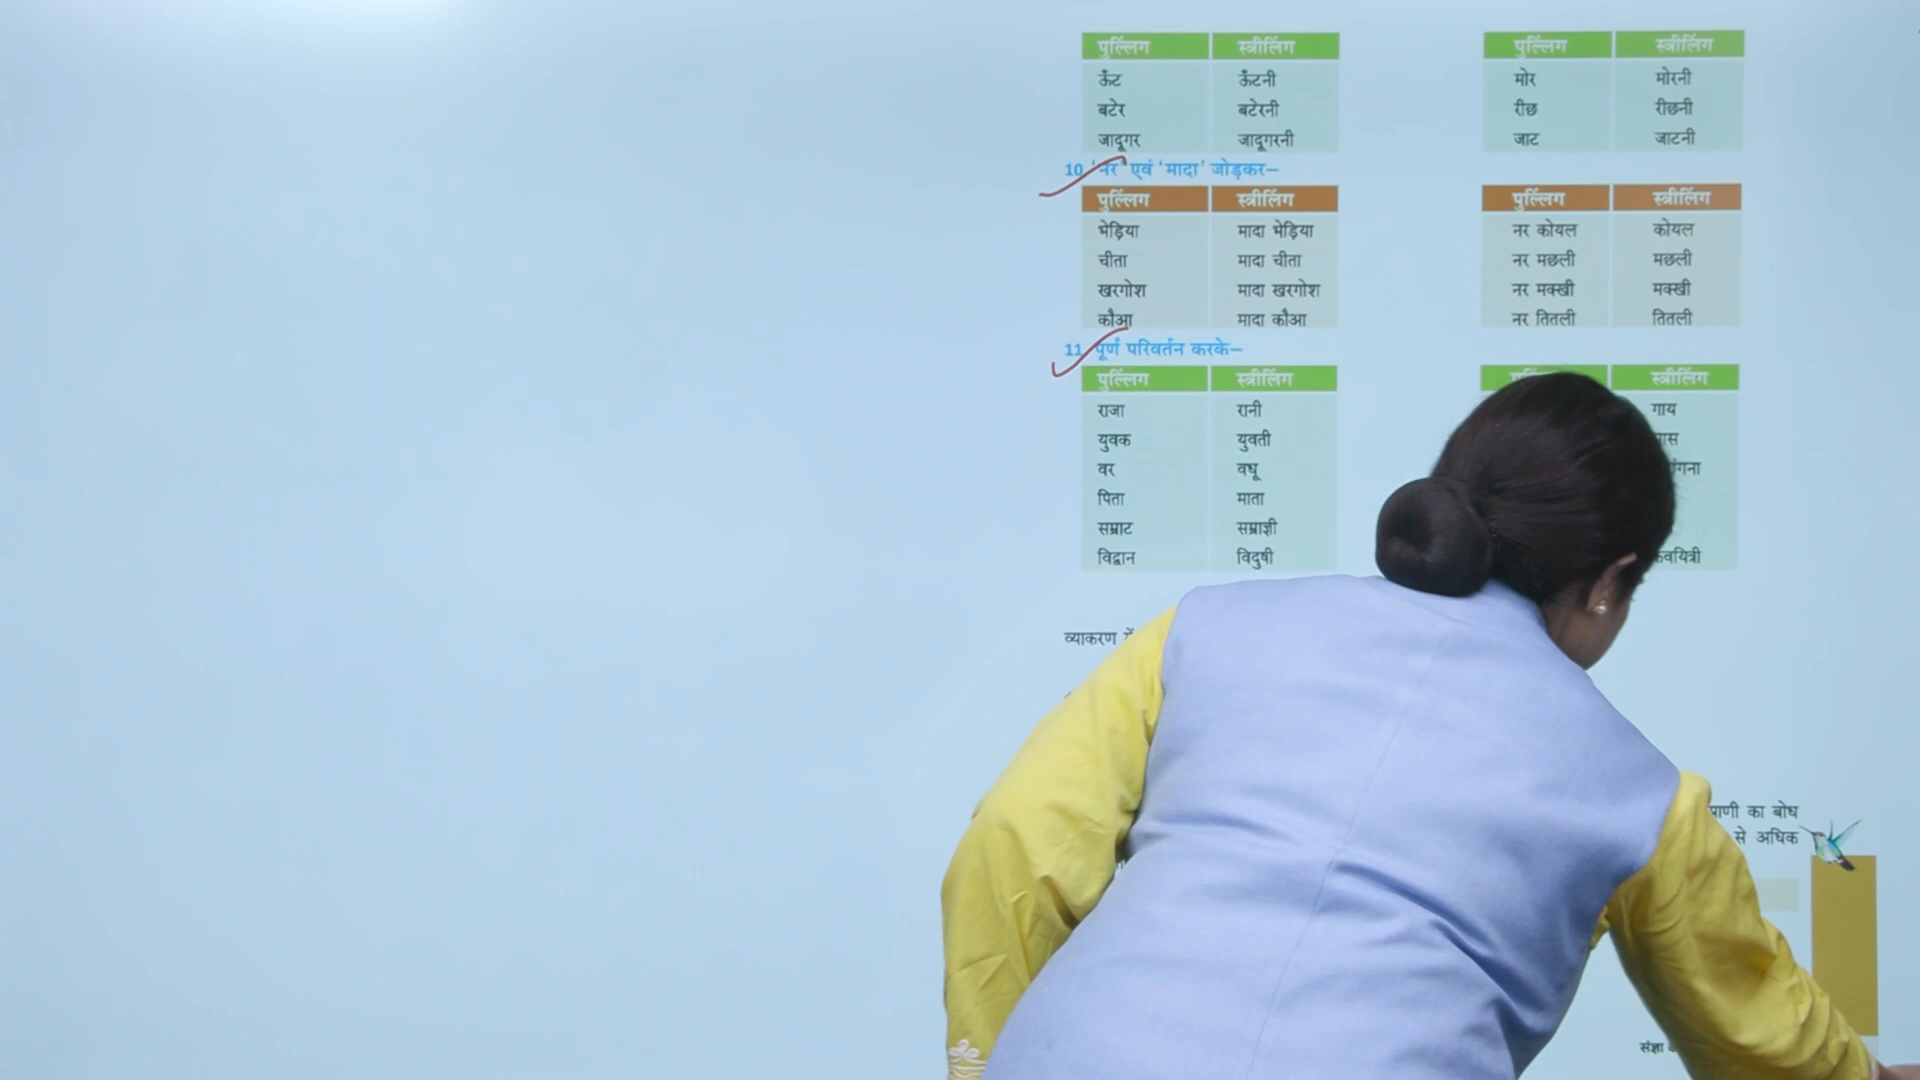 पुल्लिंग स्त्रीलिंग पुल्लिंग स्त्रीलिंग
ऊँट ऊँटनी मोर मोरनी
बटेर बटेरनी रीछ रीछनी
जादूगर जादूगरनी जाट जाटनी
10. ‘नर’ एवं ‘मादा’ जोड़कर–
पुल्लिंग स्त्रीलिंग पुल्लिंग स्त्रीलिंग
भेड़िया मादा भेड़िया नर कोयल कोयल
चीता मादा चीता नर मछली मछली
खरगोश मादा खरगोश नर मक्खी मक्खी
कौआ मादा कौआ नर तितली तितली
11. पूर्ण परिवर्तन करके–
पुल्लिंग स्त्रीलिंग स्त्रीलिंग
राजा रानी गाय
युवक युवती
वर वधू
पिता माता
सम्राट सम्राज्ञी
विद्वान विदुषी
व्याकरण
का बोध
से अधिक
संज्ञा